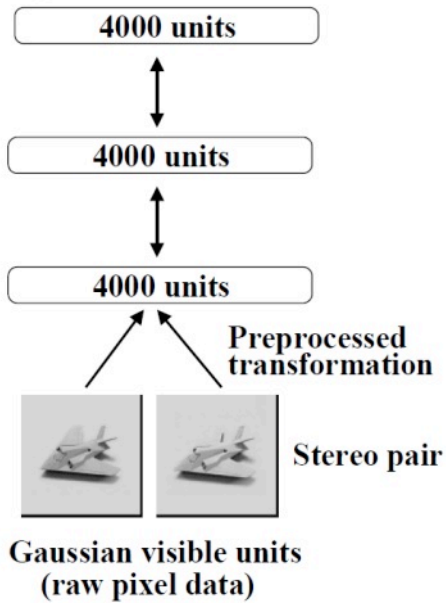 4000 units
4000 units
4000 units
Preprocessed
transformation
Stereo pair
Gaussian visible units
(raw pixel data)